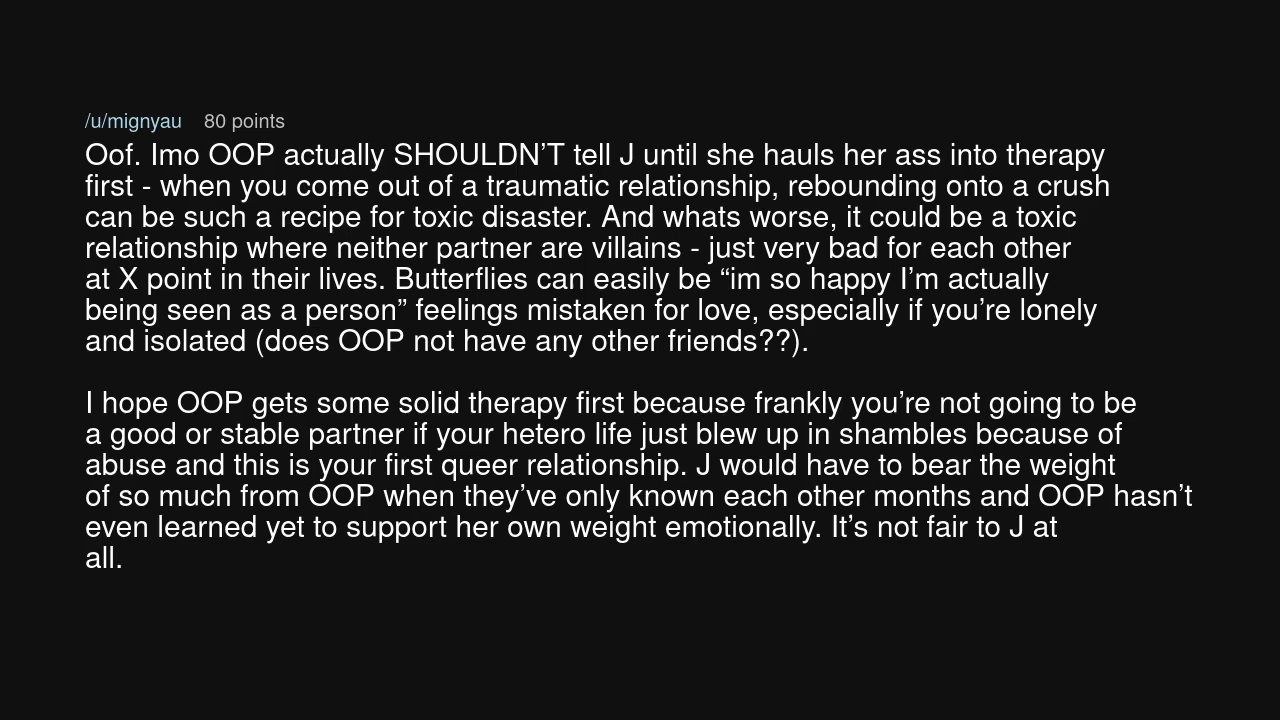 /u/mignyau 80 points
Oof. Imo OOP actually SHOULDN’T tell J until she hauls her ass into therapy
first - when you come out of a traumatic relationship, rebounding onto a crush
can be such a recipe for toxic disaster. And whats worse, it could be a toxic
relationship where neither partner are villains - just very bad for each other
at X point in their lives. Butterflies can easily be “im so happy I’m actually
being seen as a person” feelings mistaken for love, especially if you’re lonely
and isolated (does OOP not have any other friends??).
I hope OOP gets some solid therapy first because frankly you’re not going to be
a good or stable partner if your hetero life just blew up in shambles because of
abuse and this is your first queer relationship. J would have to bear the weight
of so much from OOP when they’ve only known each other months and OOP hasn’t
even learned yet to support her own weight emotionally. It’s not fair to J at
all.